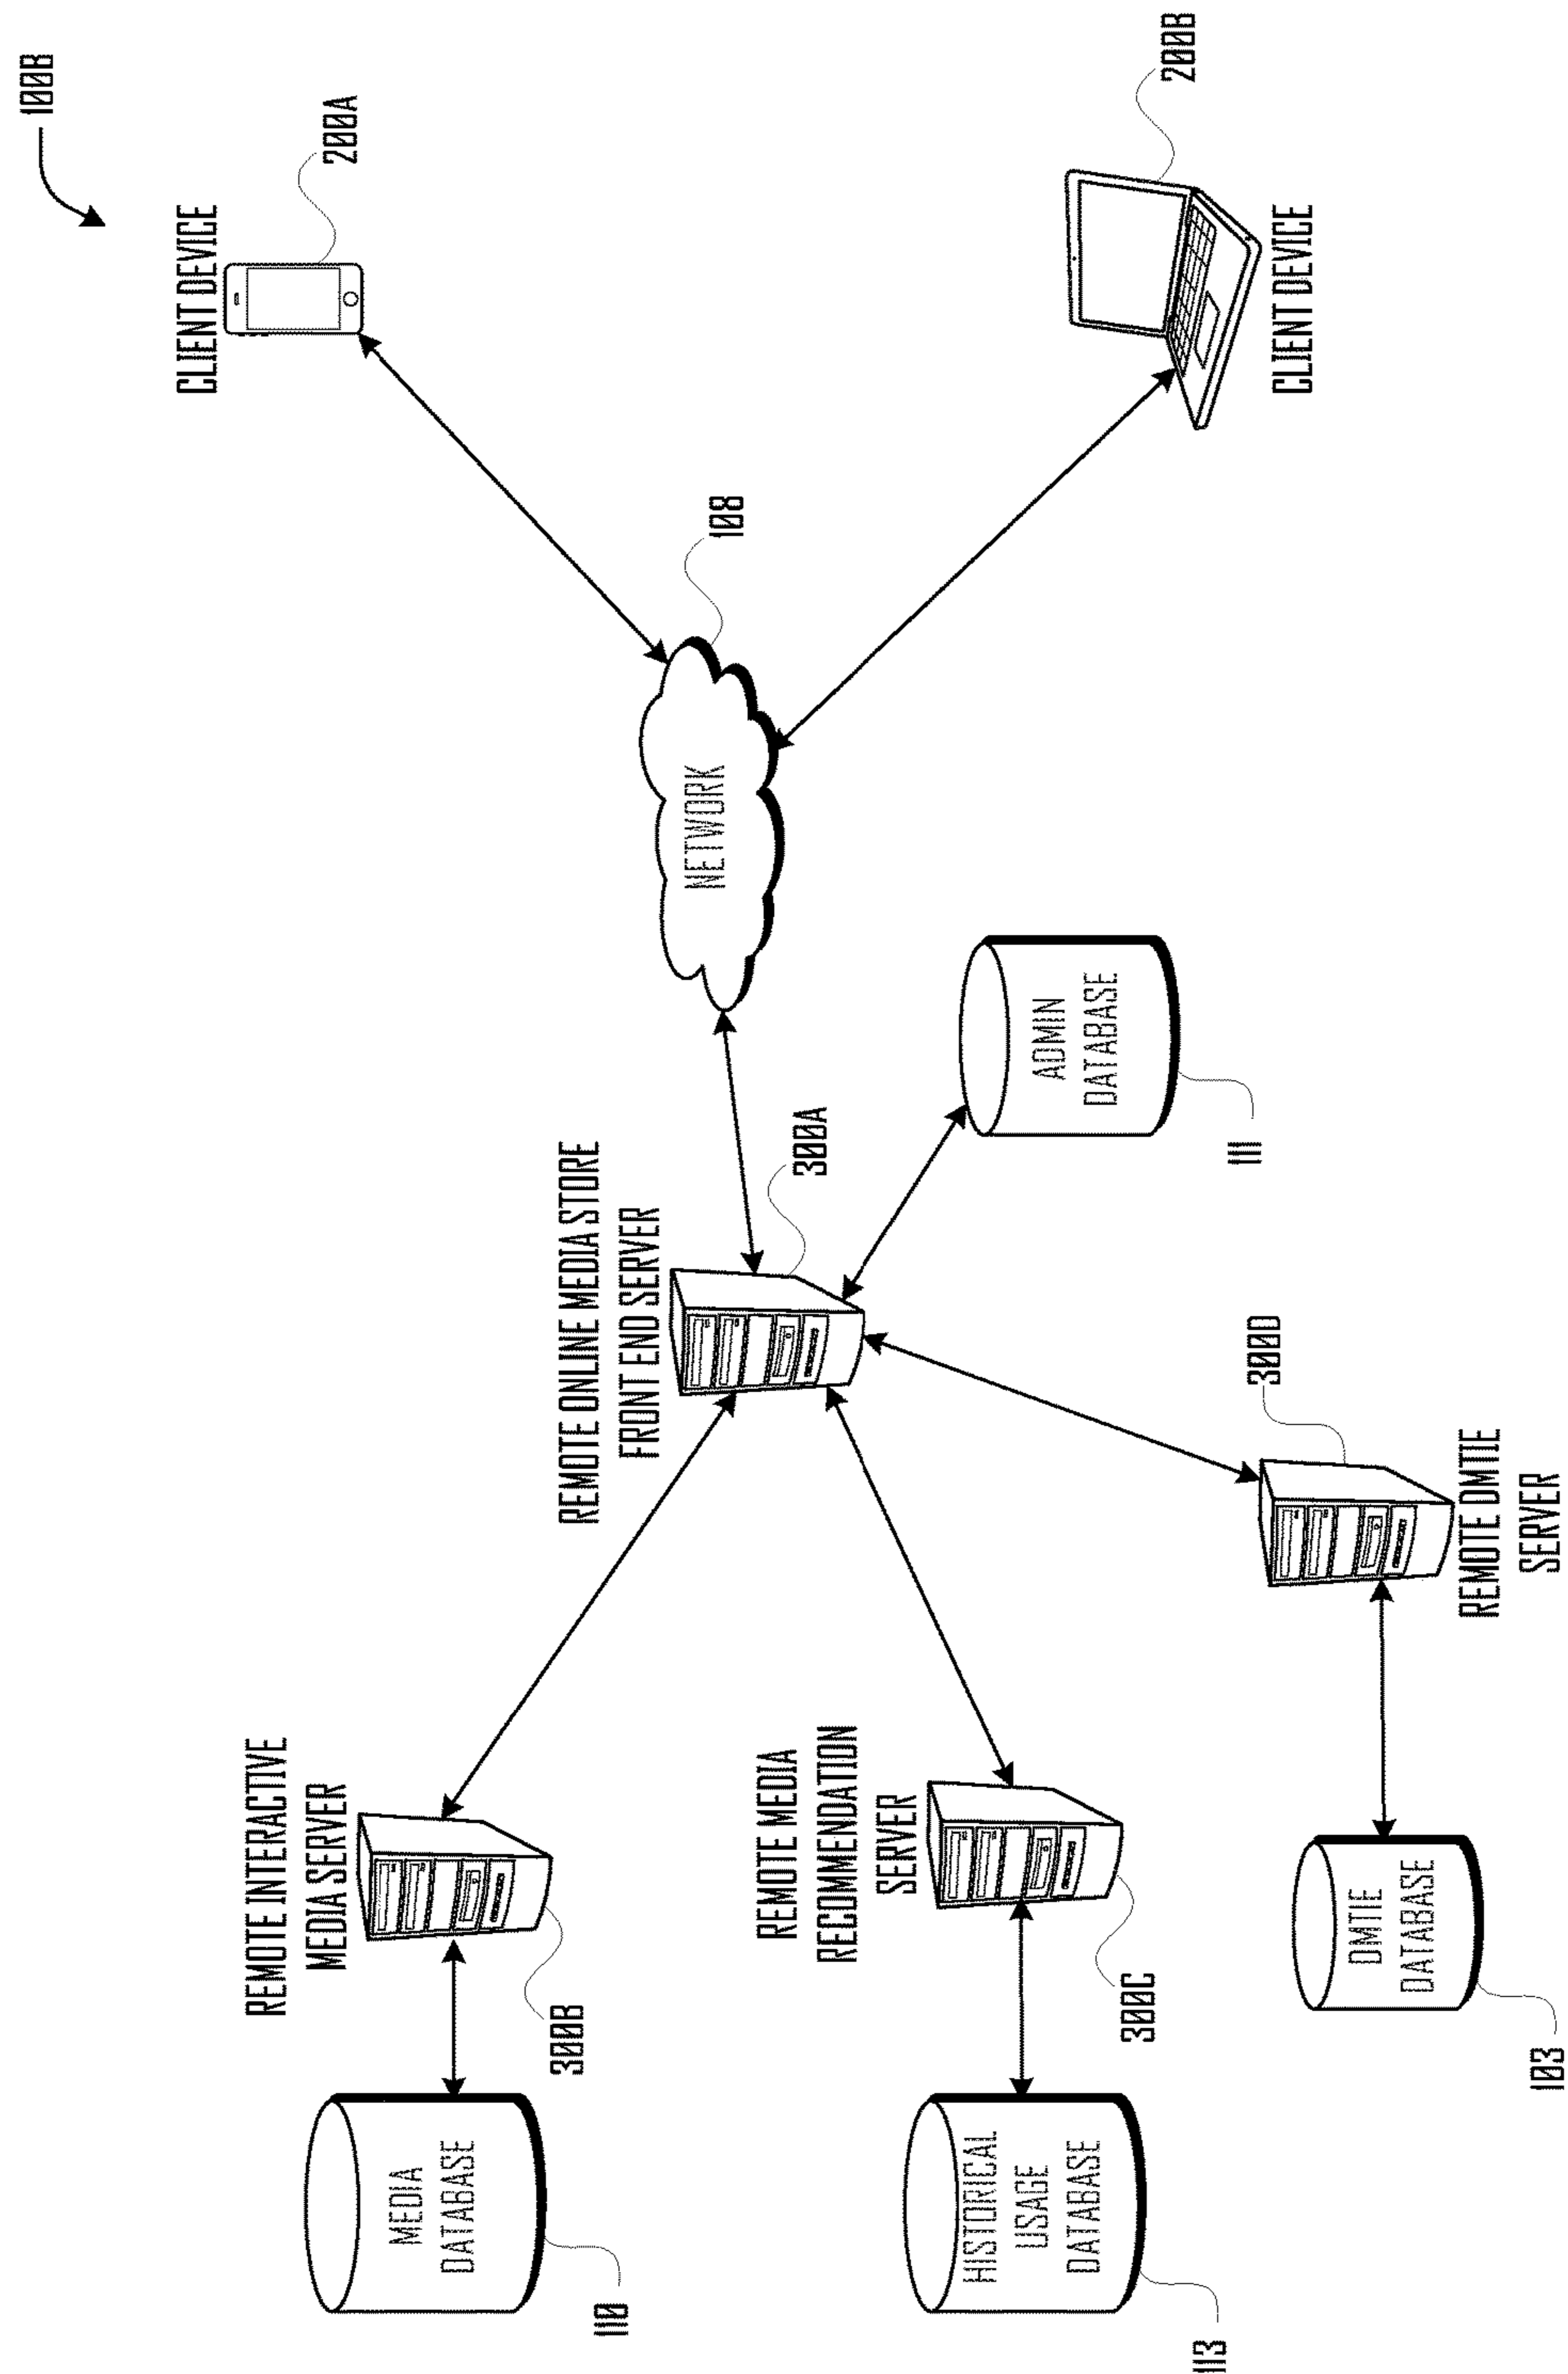 100B
REMOTE INTERACTIVE
MEDIA SERVER
CLIENT DEVICE
200A
MEDIA
DATABASE
110
300B
REMOTE ONLINE MEDIA STORE
FRONT END SERVER
300A
NETWORK
108
REMOTE MEDIA
RECOMMENDATION
SERVER
HISTORICAL
USAGE
DATABASE
113
300C
ADMIN
DATABASE
111
CLIENT DEVICE
200B
300D
REMOTE DMTIE
SERVER
DMTIE
DATABASE
103